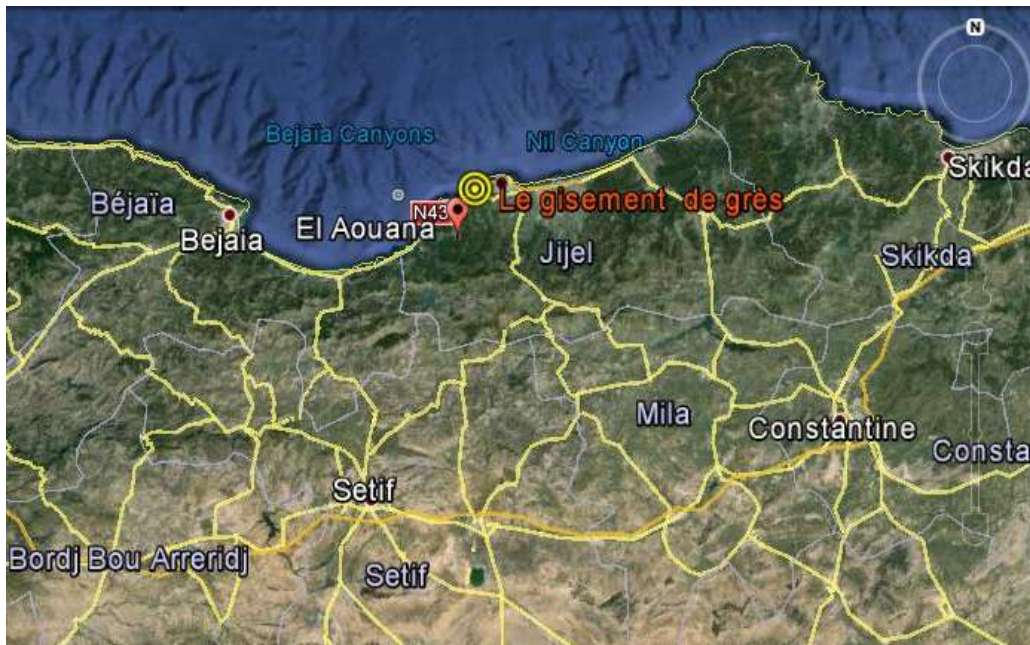 N
Bejaïa Canyons
Nil Canyon
Skikda
Le gisement de grès
Béjaïa
N43
El Aouana
Bejaia
Jijel
Skikda
Mila
Constantine
Consta
Setif
Bordj Bou Arreridj
Setif